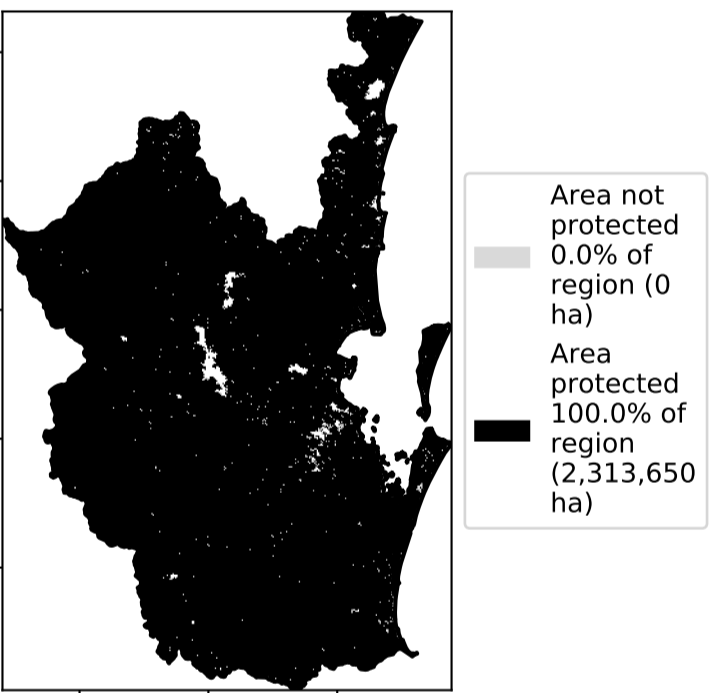 Area not
protected
0.0% of
region (0
ha)
Area
protected
100.0% of
region
(2,313,650
ha)